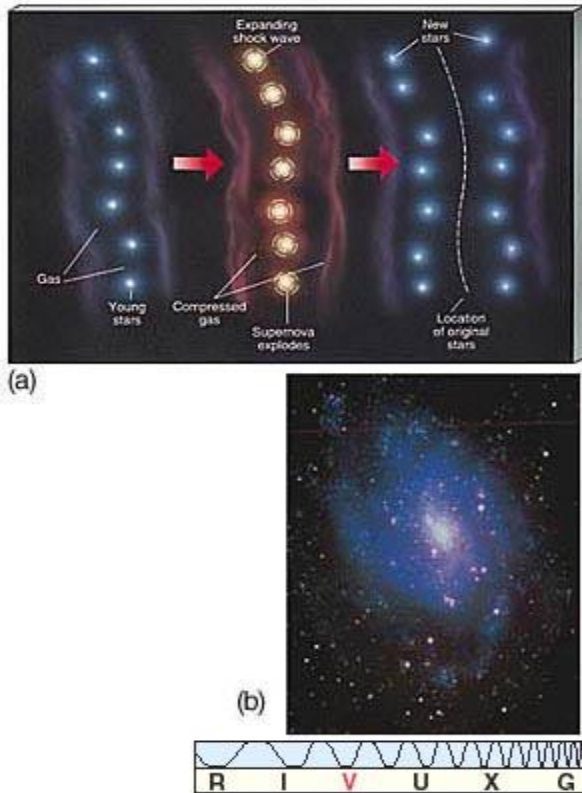 Expanding
shock wave
New
stars
Gas
Young
stars
Compressed
gas
Supernova
explodes
Location
of original
stars
(a)
(b)
R I V U X G